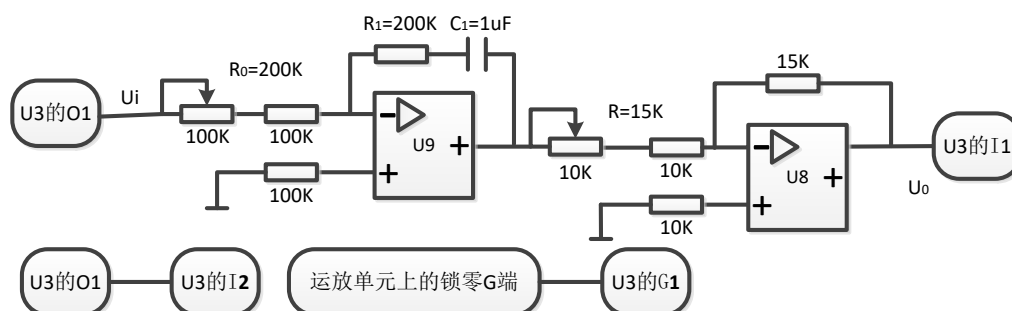 R₁=200K C₁=1uF
R₀=200K
15K
U3的O1
Ui
100K
100K
U9
R=15K
10K
10K
U8
U3的I1
U₀
100K
10K
U3的O1
U3的I2
运放单元上的锁零G端
U3的G1